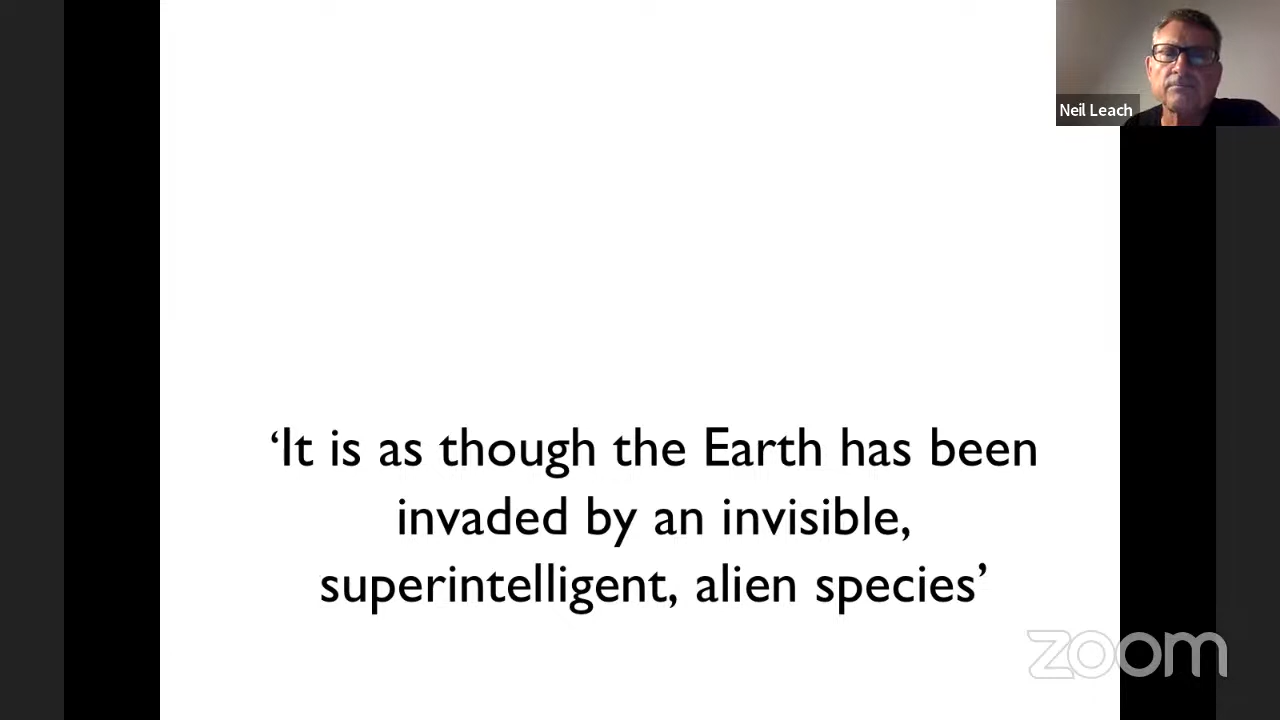 Neil Leach
‘It is as though the Earth has been
invaded by an invisible,
superintelligent, alien species’
zoom